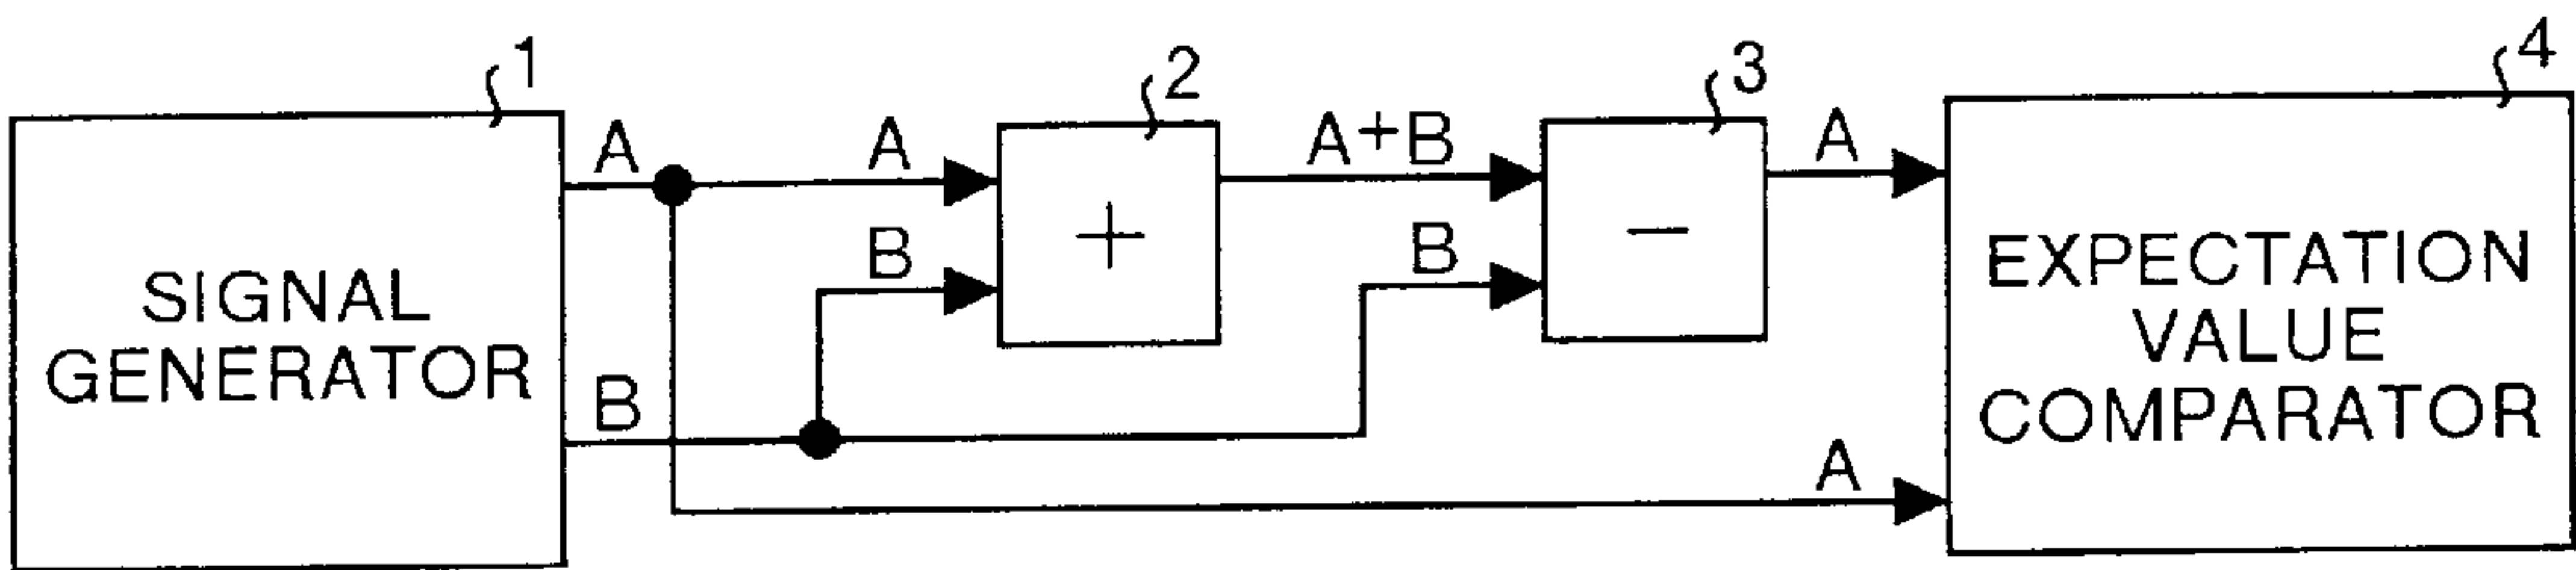 1
2
3
4
A
A
A+B
A
+
-
B
B
SIGNAL
GENERATOR
EXPECTATION
VALUE
COMPARATOR
B
A